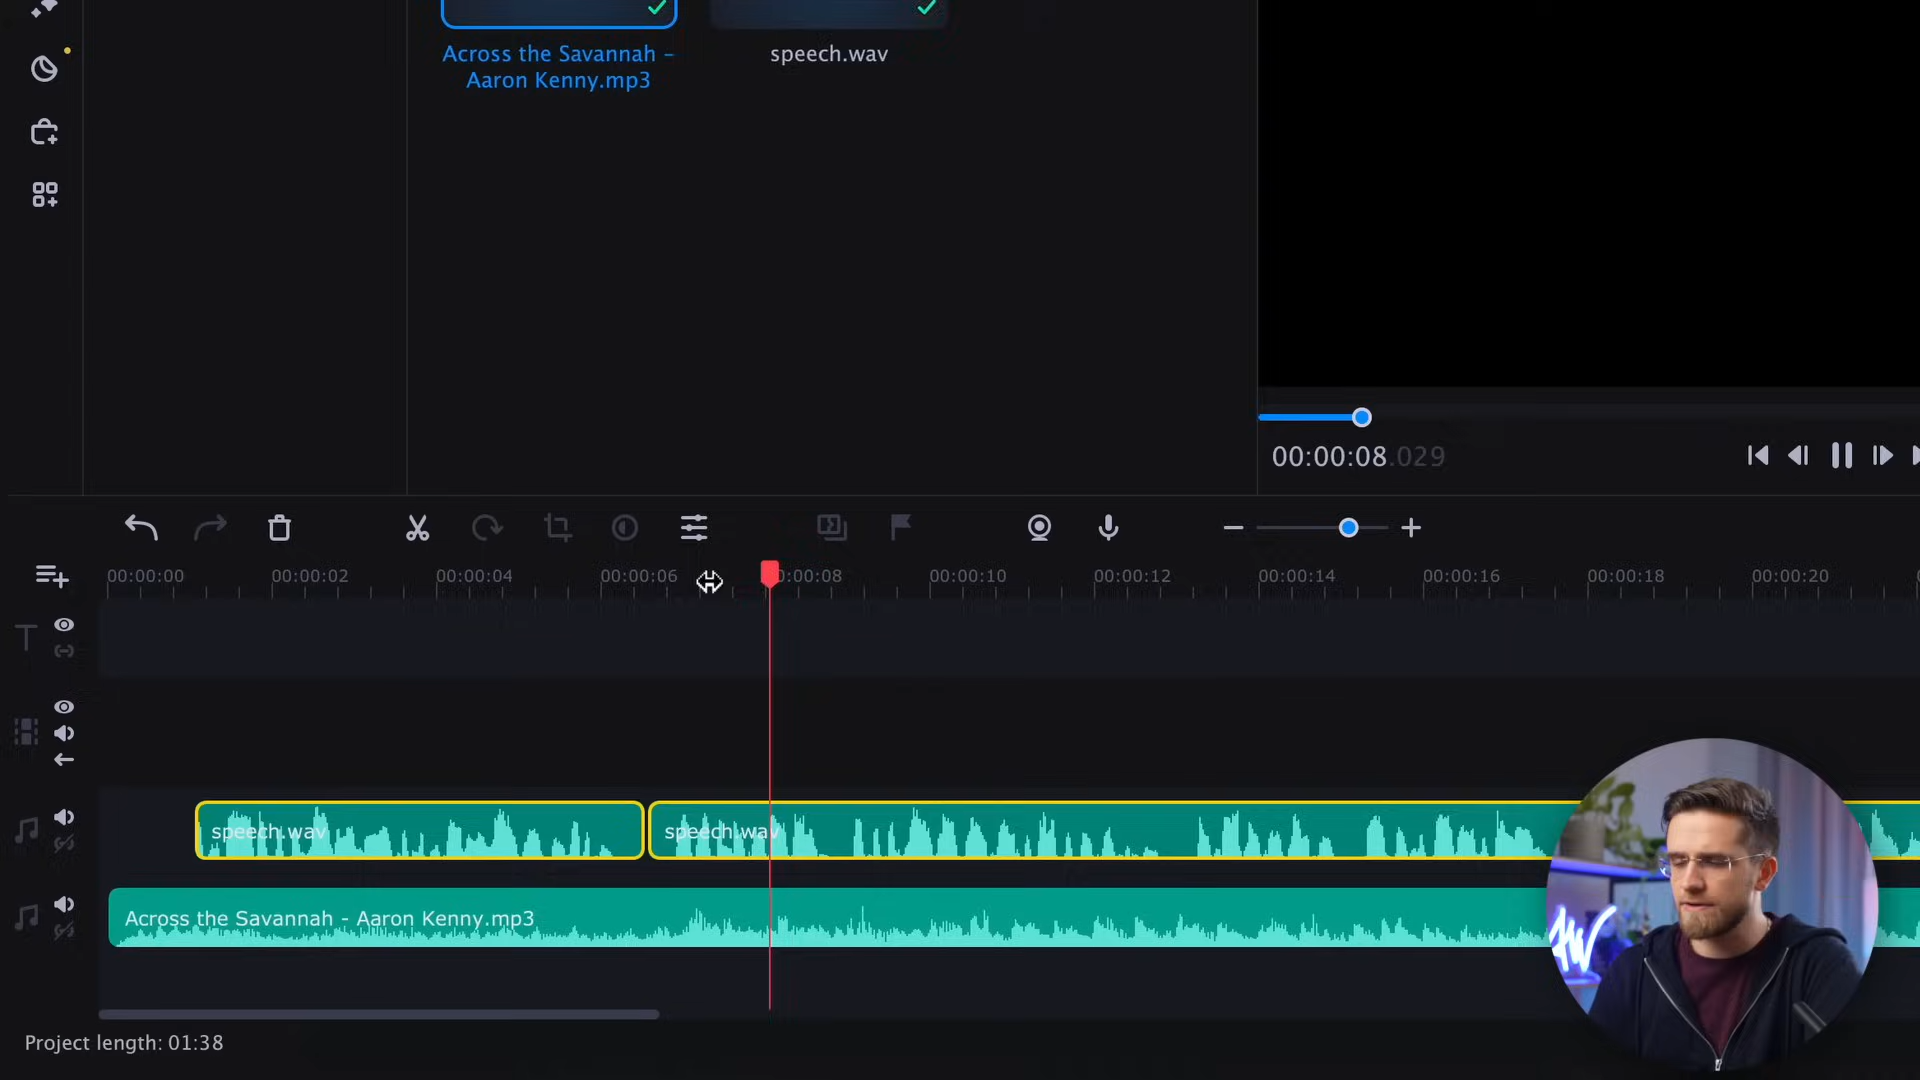 Across the Savannah –
Aaron Kenny.mp3
speech.wav
00:00:08.029
00:00:00
00:00:02
00:00:04
00:00:06
0:00:08
00:00:10
00:00:12
00:00:14
00:00:16
00:00:18
00:00:20
T
speech.wav
speech.wav
Across the Savannah - Aaron Kenny.mp3
Project length: 01:38